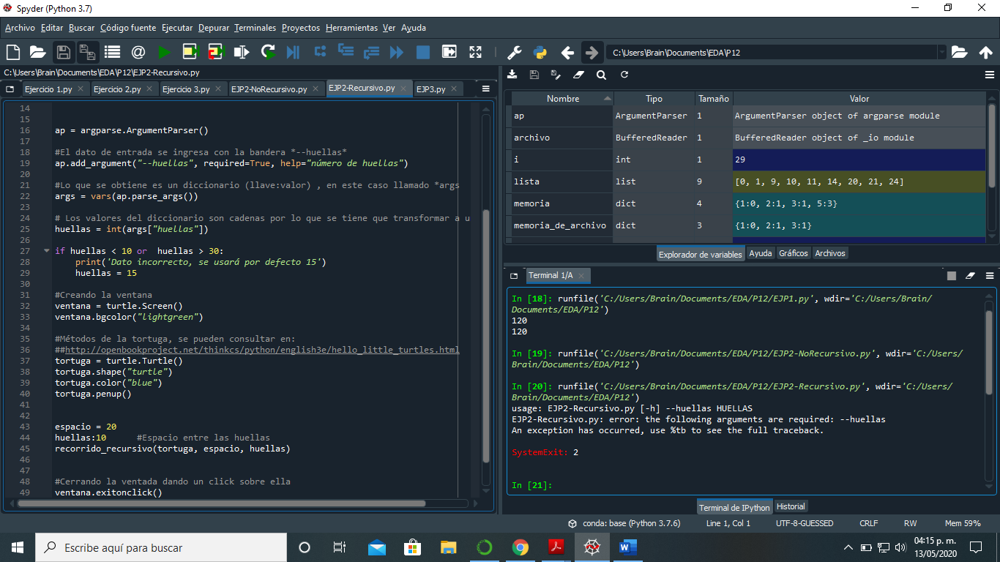 Spyder (Python 3.7)
Archivo Editar Buscar Código fuente Ejecutar Depurar Terminales Proyectos Herramientas Ver Ayuda
C:\Users\Brain\Documents\EDA\P12
C:\Users\Brain\Documents\EDA\P12\EJP2-Recursivo.py
Ejercicio 1.py Ejercicio 2.py Ejercicio 3.py EJP2-NoRecursivo.py EJP2-Recursivo.py EJP3.py
14
15
16 ap = argparse.ArgumentParser()
17
18 #El dato de entrada se ingresa con la bandera *--huellas*
19 ap.add_argument("--huellas", required=True, help="número de huellas")
20
21 #Lo que se obtiene es un diccionario (llave:valor) , en este caso llamado *args
22 args = vars(ap.parse_args())
23
24 # Los valores del diccionario son cadenas por lo que se tiene que transformar a u
25 huellas = int(args["huellas"])
26
27 if huellas < 10 or  huellas > 30:
28     print('Dato incorrecto, se usará por defecto 15')
29     huellas = 15
30
31 #Creando la ventana
32 ventana = turtle.Screen()
33 ventana.bgcolor("lightgreen")
34
35 #Métodos de la tortuga, se pueden consultar en:
36 ##http://openbookproject.net/thinkcs/python/english3e/hello_little_turtles.html
37 tortuga = turtle.Turtle()
38 tortuga.shape("turtle")
39 tortuga.color("blue")
40 tortuga.penup()
41
42
43 espacio = 20
44 huellas:10      #Espacio entre las huellas
45 recorrido_recursivo(tortuga, espacio, huellas)
46
47
48 #Cerrando la ventada dando un click sobre ella
49 ventana.exitonclick()
Nombre Tipo Tamaño Valor
ap ArgumentParser 1 ArgumentParser object of argparse module
archivo BufferedReader 1 BufferedReader object of _io module
i int 1 29
lista list 9 [0, 1, 9, 10, 11, 14, 20, 21, 24]
memoria dict 4 {1:0, 2:1, 3:1, 5:3}
memoria_de_archivo dict 3 {1:0, 2:1, 3:1}
Explorador de variables Ayuda Gráficos Archivos
Terminal 1/A
In [18]: runfile('C:/Users/Brain/Documents/EDA/P12/EJP1.py', wdir='C:/Users/Brain/
Documents/EDA/P12')
120
120
In [19]: runfile('C:/Users/Brain/Documents/EDA/P12/EJP2-NoRecursivo.py', wdir='C:/Users/
Brain/Documents/EDA/P12')
In [20]: runfile('C:/Users/Brain/Documents/EDA/P12/EJP2-Recursivo.py', wdir='C:/Users/
Brain/Documents/EDA/P12')
usage: EJP2-Recursivo.py [-h] --huellas HUELLAS
EJP2-Recursivo.py: error: the following arguments are required: --huellas
An exception has occurred, use %tb to see the full traceback.
SystemExit: 2
In [21]:
Terminal de IPython Historial
conda: base (Python 3.7.6) Line 1, Col 1 UTF-8-GUESSED CRLF RW Mem 59%
Escribe aquí para buscar
04:15 p. m.
13/05/2020